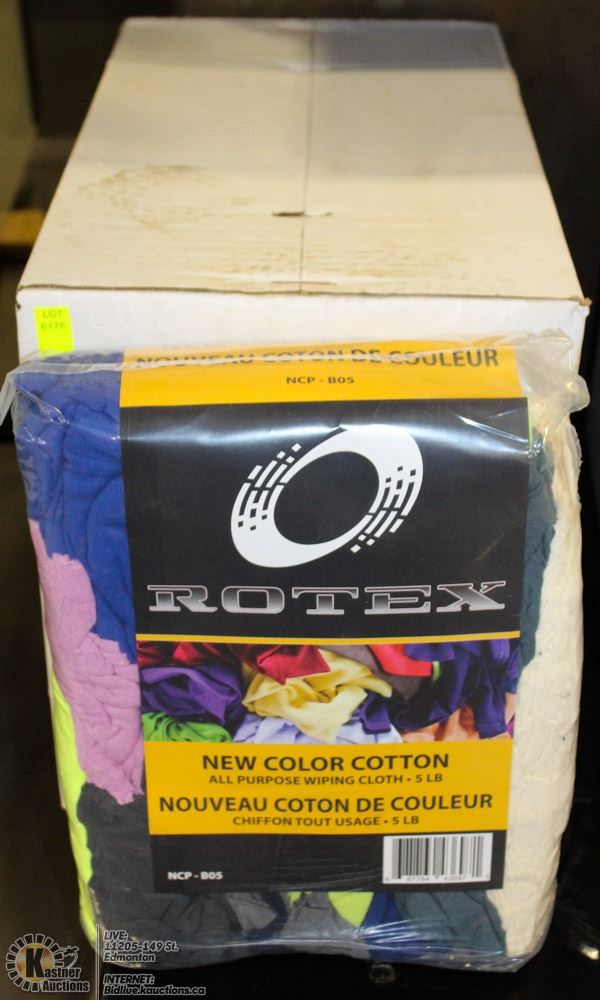 LOT
6176
NOUVEAU COTON DE COULEUR
NCP - B05
ROTEX
NEW COLOR COTTON
ALL PURPOSE WIPING CLOTH • 5 LB
NOUVEAU COTON DE COULEUR
CHIFFON TOUT USAGE • 5 LB
NCP - B05
LIVE:
11205-149 St.
Edmonton
INTERNET:
Bidlive.kauctions.ca
Kastner
Auctions